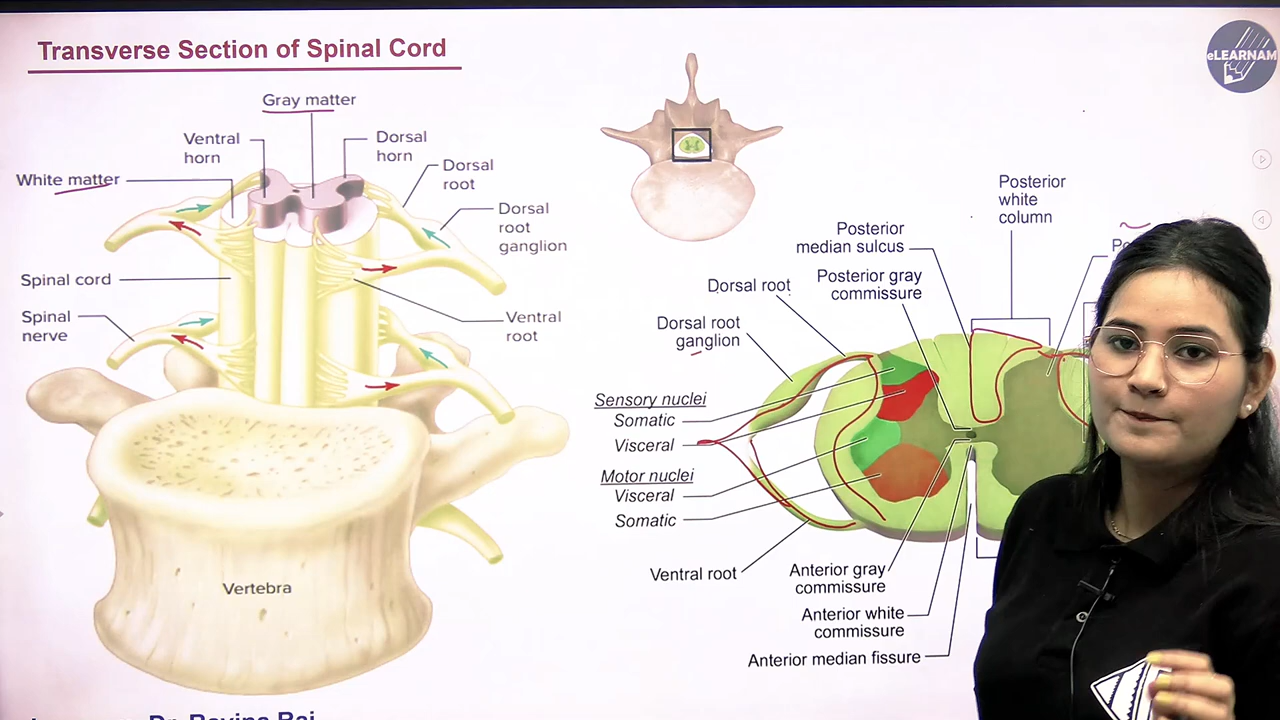 Transverse Section of Spinal Cord
eLEARNAM
Gray matter
Ventral
horn
Dorsal
horn
White matter
Dorsal
root
Dorsal
root
ganglion
Spinal cord
Spinal
nerve
Ventral
root
Vertebra
Posterior
white
column
Posterior
median sulcus
Posterior gray
commissure
Dorsal root
Dorsal root
ganglion
Sensory nuclei
Somatic
Visceral
Motor nuclei
Visceral
Somatic
Ventral root
Anterior gray
commissure
Anterior white
commissure
Anterior median fissure